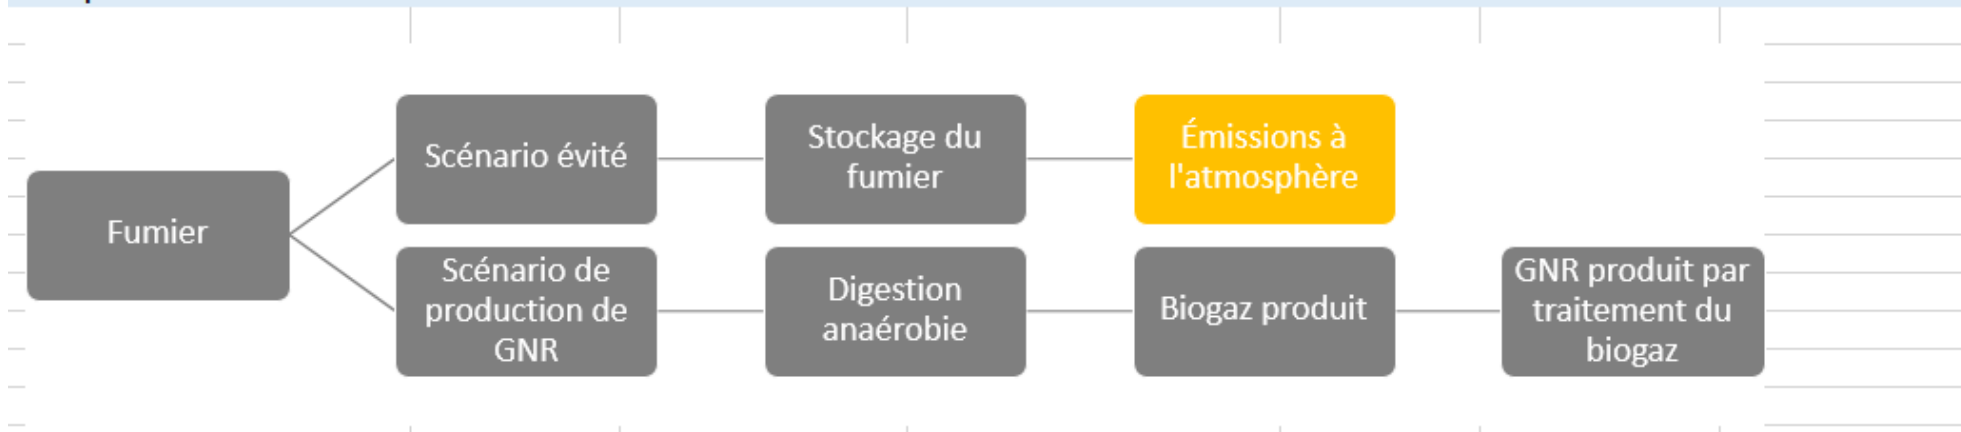 Fumier
Scénario évité
Stockage du
fumier
Émissions à
l'atmosphère
Scénario de
production de
GNR
Digestion
anaérobie
Biogaz produit
GNR produit par
traitement du
biogaz